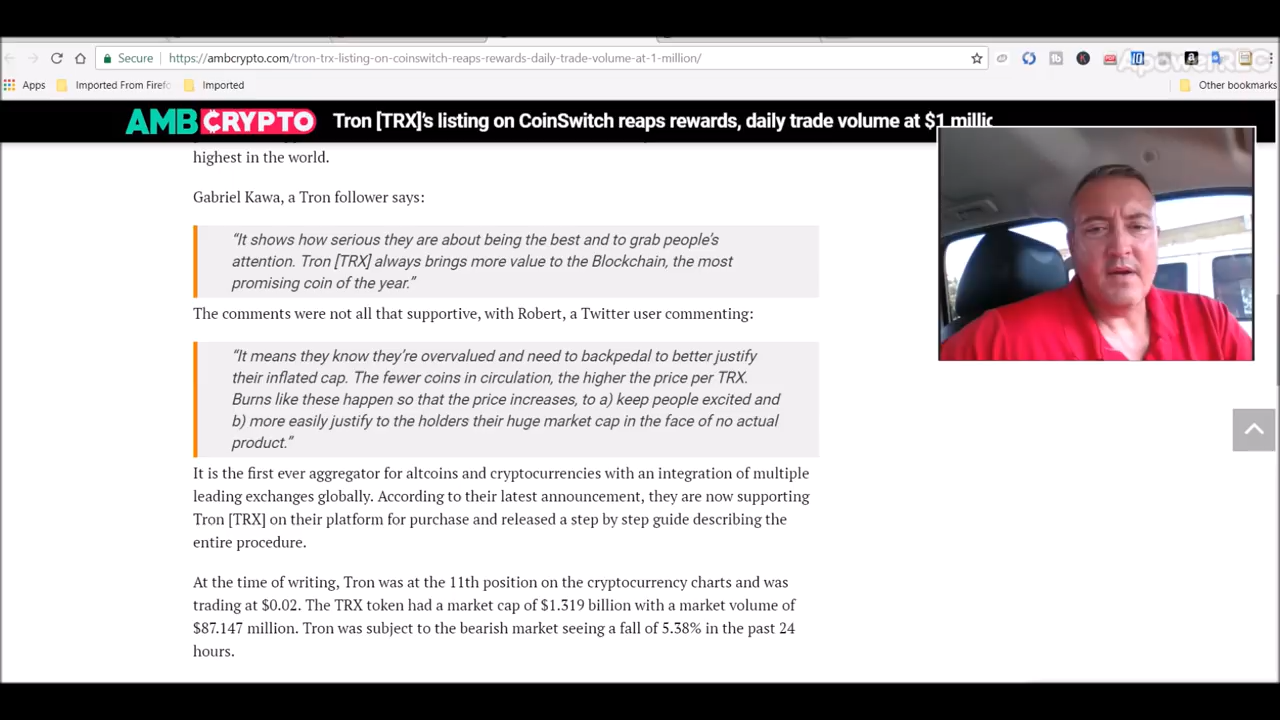 Secure
https://ambcrypto.com/tron-trx-listing-on-coinswitch-reaps-rewards-daily-trade-volume-at-1-million/
ApowerREC
Apps
Imported From Firefo
Imported
Other bookmarks
AMBCRYPTO
Tron [TRX]'s listing on CoinSwitch reaps rewards, daily trade volume at $1 millic
highest in the world.
Gabriel Kawa, a Tron follower says:
“It shows how serious they are about being the best and to grab people’s
attention. Tron [TRX] always brings more value to the Blockchain, the most
promising coin of the year.”
The comments were not all that supportive, with Robert, a Twitter user commenting:
“It means they know they’re overvalued and need to backpedal to better justify
their inflated cap. The fewer coins in circulation, the higher the price per TRX.
Burns like these happen so that the price increases, to a) keep people excited and
b) more easily justify to the holders their huge market cap in the face of no actual
product.”
It is the first ever aggregator for altcoins and cryptocurrencies with an integration of multiple
leading exchanges globally. According to their latest announcement, they are now supporting
Tron [TRX] on their platform for purchase and released a step by step guide describing the
entire procedure.
At the time of writing, Tron was at the 11th position on the cryptocurrency charts and was
trading at $0.02. The TRX token had a market cap of $1.319 billion with a market volume of
$87.147 million. Tron was subject to the bearish market seeing a fall of 5.38% in the past 24
hours.